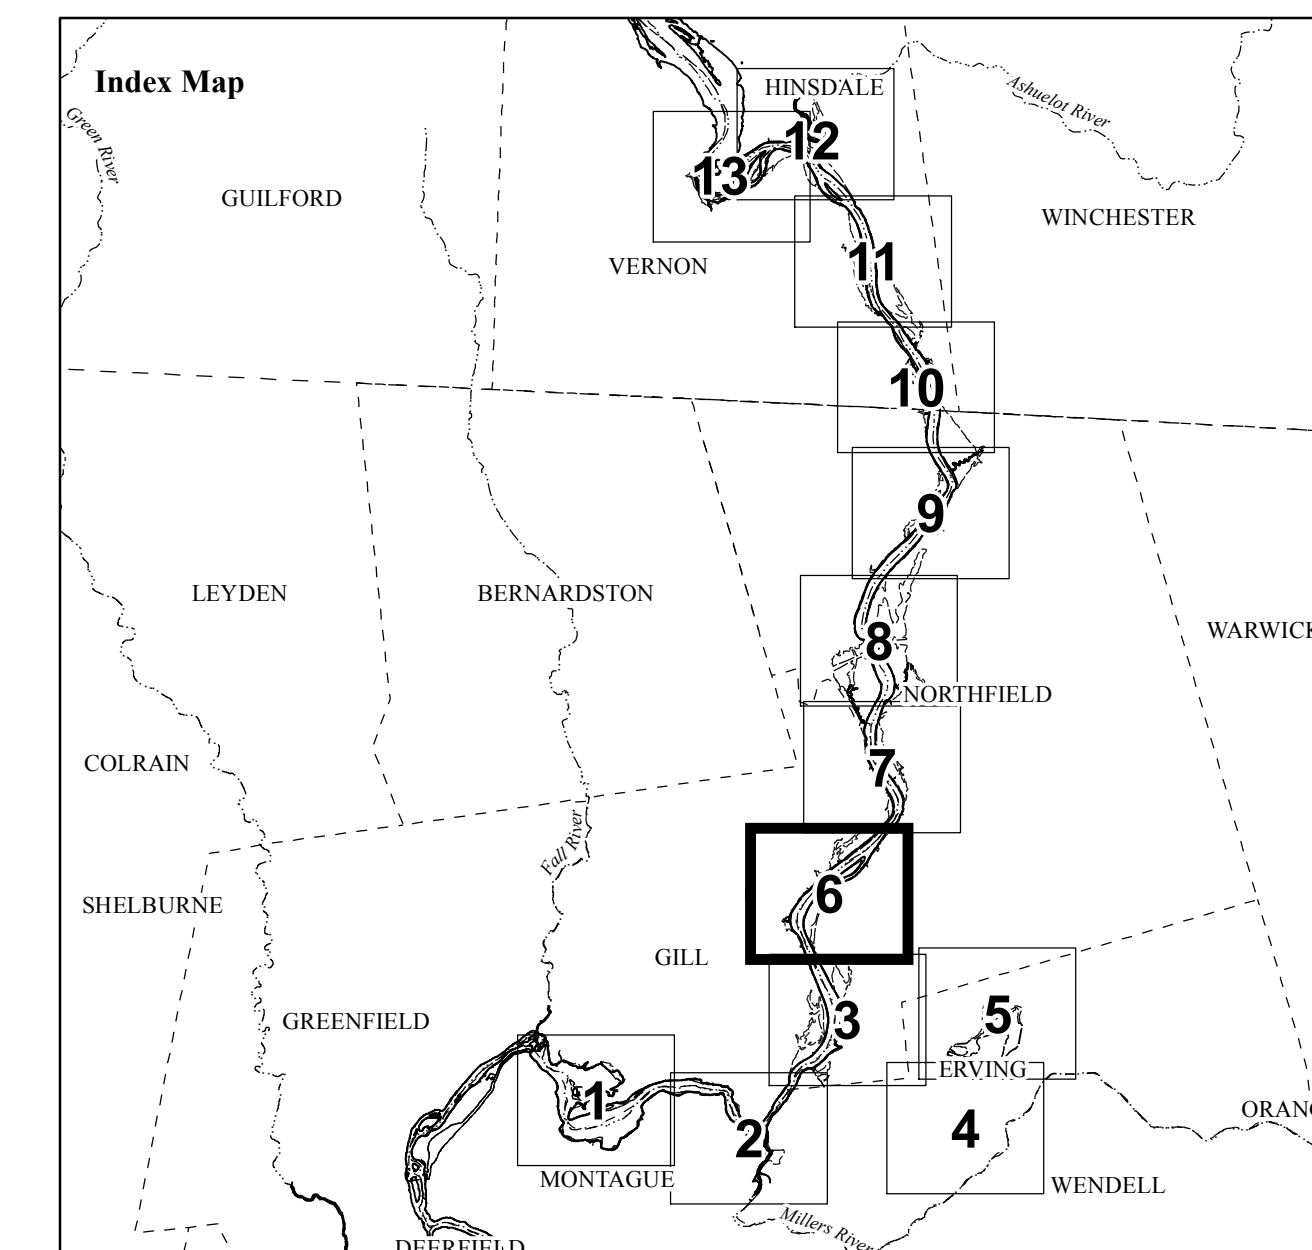 Index Map
HINSDALE
Ashuelot River
Green River
12
13
GUILFORD
WINCHESTER
11
VERNON
10
9
LEYDEN
BERNARDSTON
WARWICK
8
NORTHFIELD
COLRAIN
7
Fall River
6
SHELBURNE
GILL
5
3
GREENFIELD
ERVING
1
ORAN
4
2
MONTAGUE
WENDELL
Millers River
DEERFIELD